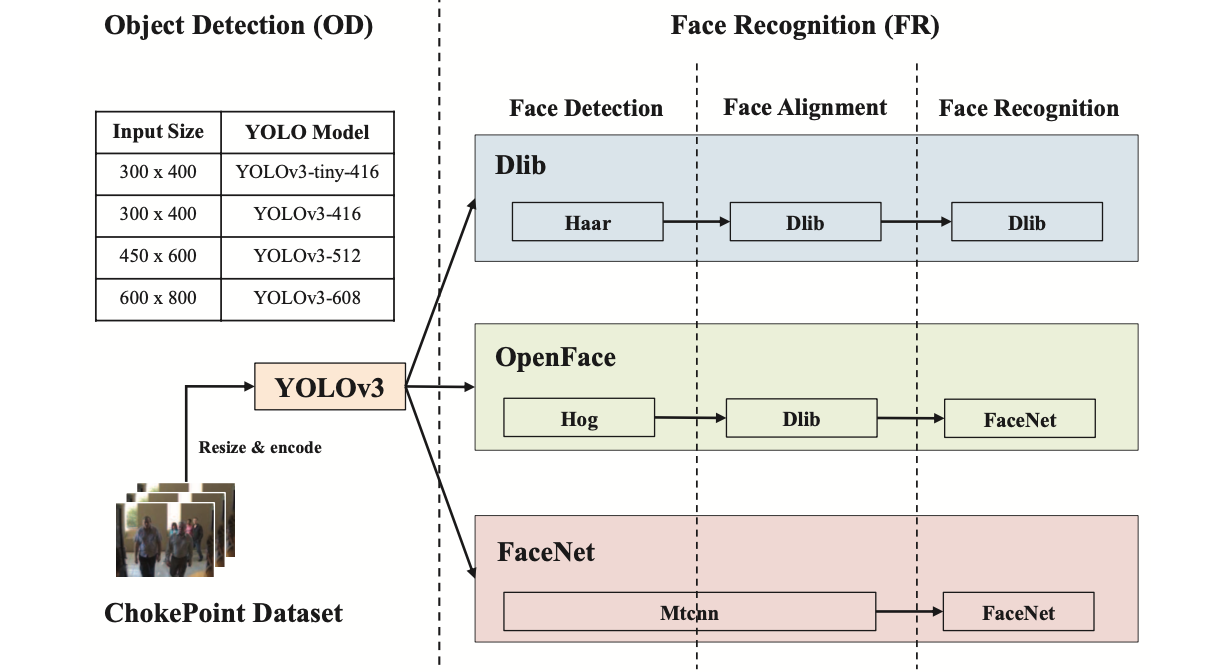 Object Detection (OD)
Face Recognition (FR)
Input Size YOLO Model
300 x 400 YOLOv3-tiny-416
300 x 400 YOLOv3-416
450 x 600 YOLOv3-512
600 x 800 YOLOv3-608
YOLOv3
Resize & encode
ChokePoint Dataset
Face Detection Face Alignment Face Recognition
Dlib
Haar Dlib Dlib
OpenFace
Hog Dlib FaceNet
FaceNet
Mtcnn FaceNet